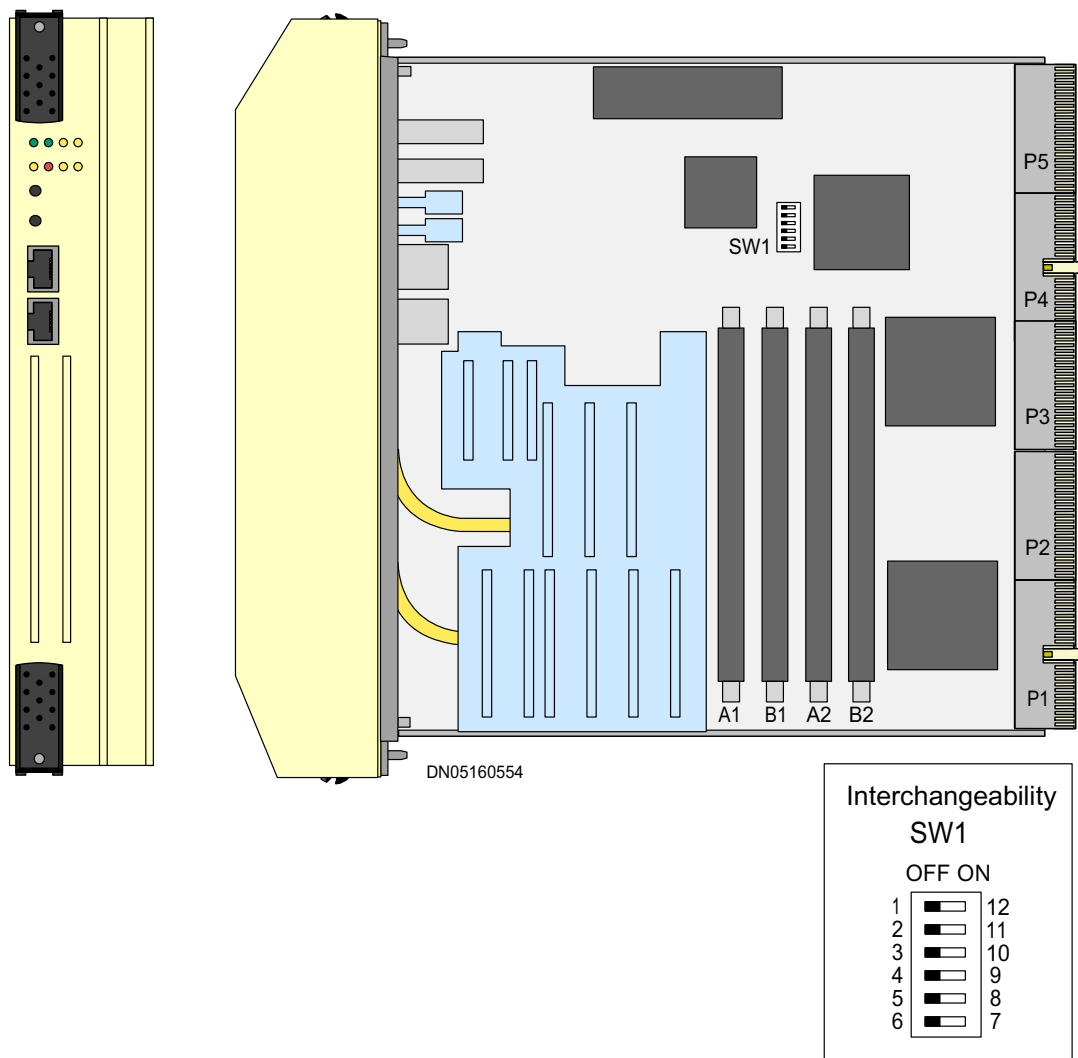 P5
SW1
P4
P3
P2
P1
A1 B1 A2 B2
DN05160554
Interchangeability
SW1
OFF ON
1 12
2 11
3 10
4 9
5 8
6 7